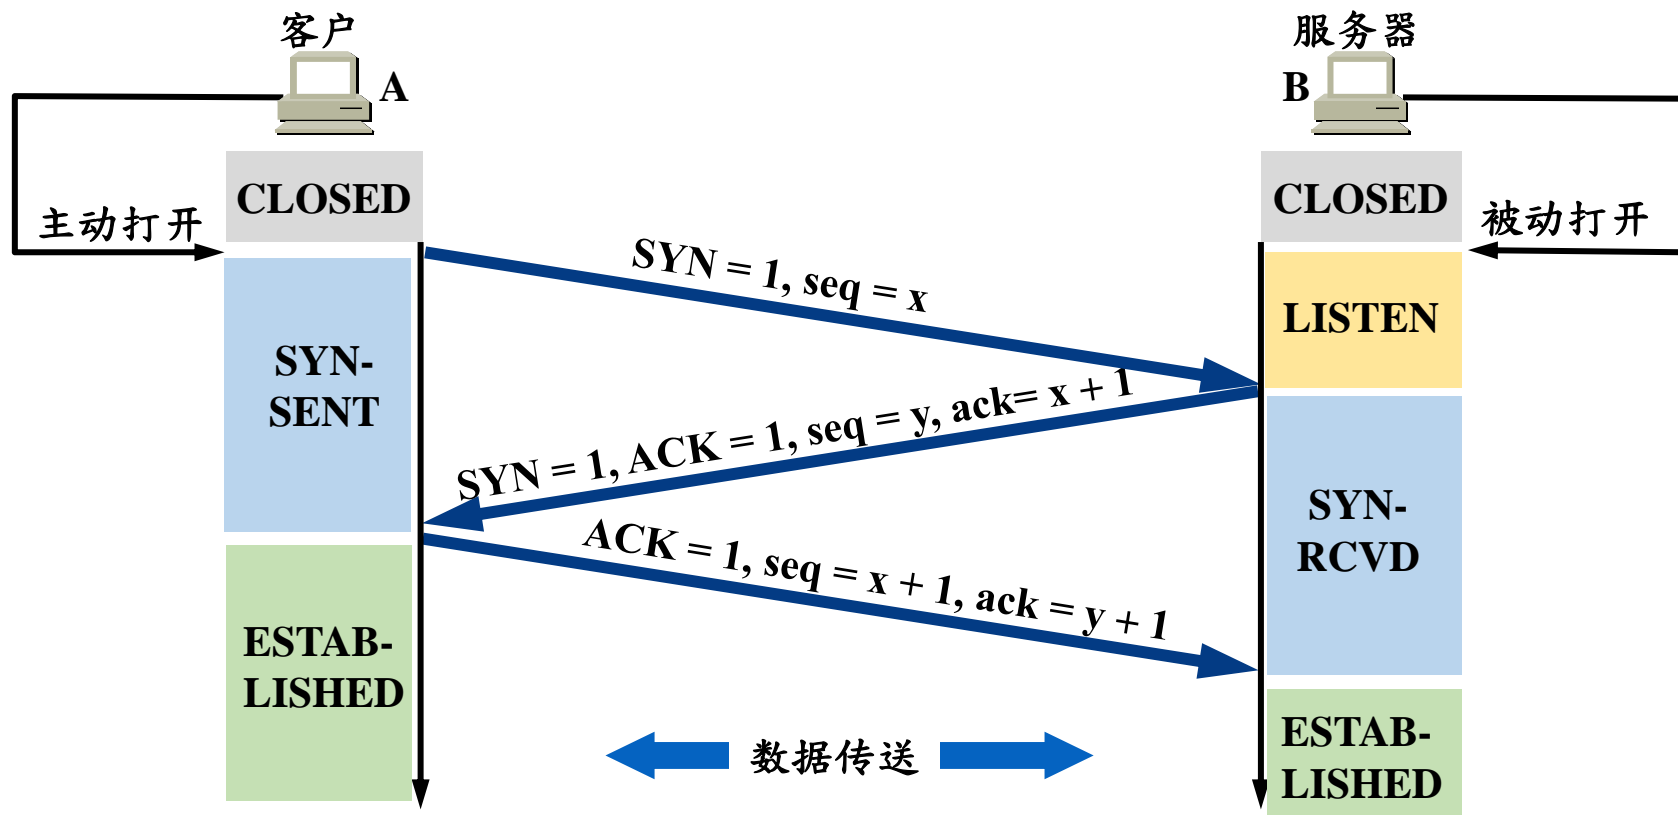 客户
服务器
A
B
CLOSED
CLOSED
主动打开
被动打开
SYN = 1, seq = x
LISTEN
SYN-
SENT
SYN = 1, ACK = 1, seq = y, ack= x + 1
SYN-
RCVD
ACK = 1, seq = x + 1, ack = y + 1
ESTAB-
LISHED
数据传送
ESTAB-
LISHED